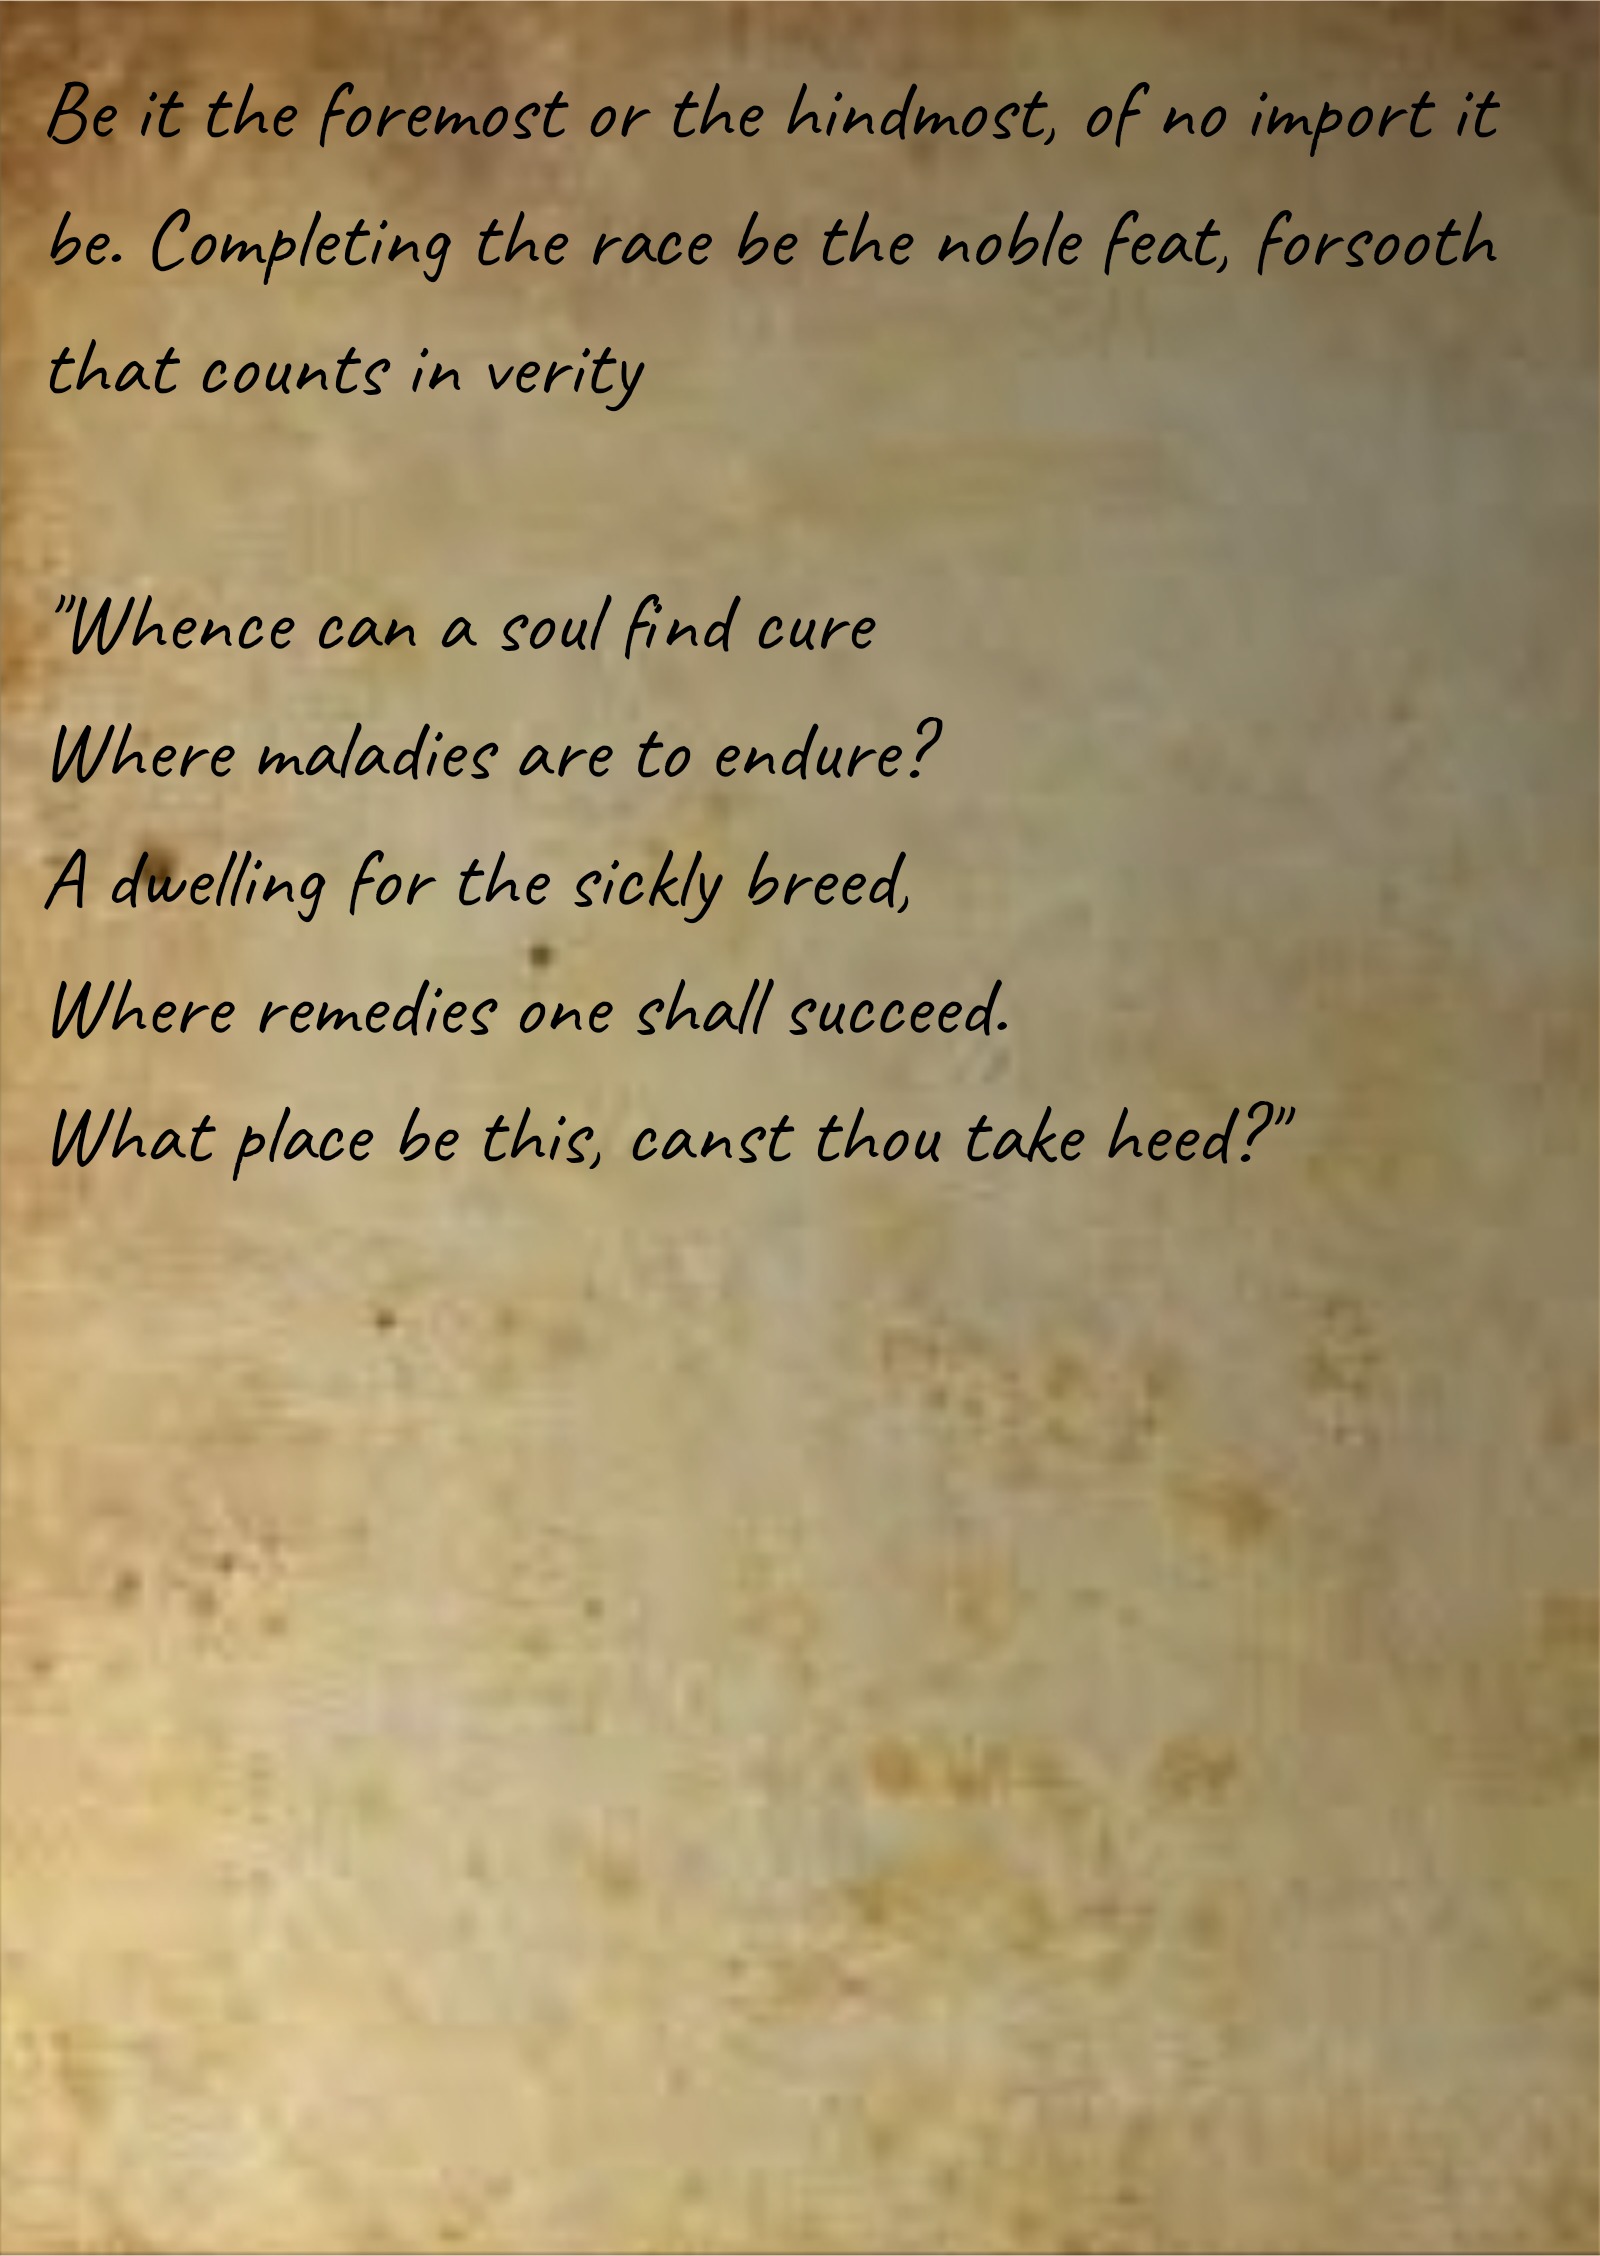 Be it the foremost or the hindmost, of no import it
be. Completing the race be the noble feat, forsooth
that counts in verity
"Whence can a soul find cure
Where maladies are to endure?
A dwelling for the sickly breed,
Where remedies one shall succeed.
What place be this, canst thou take heed?"